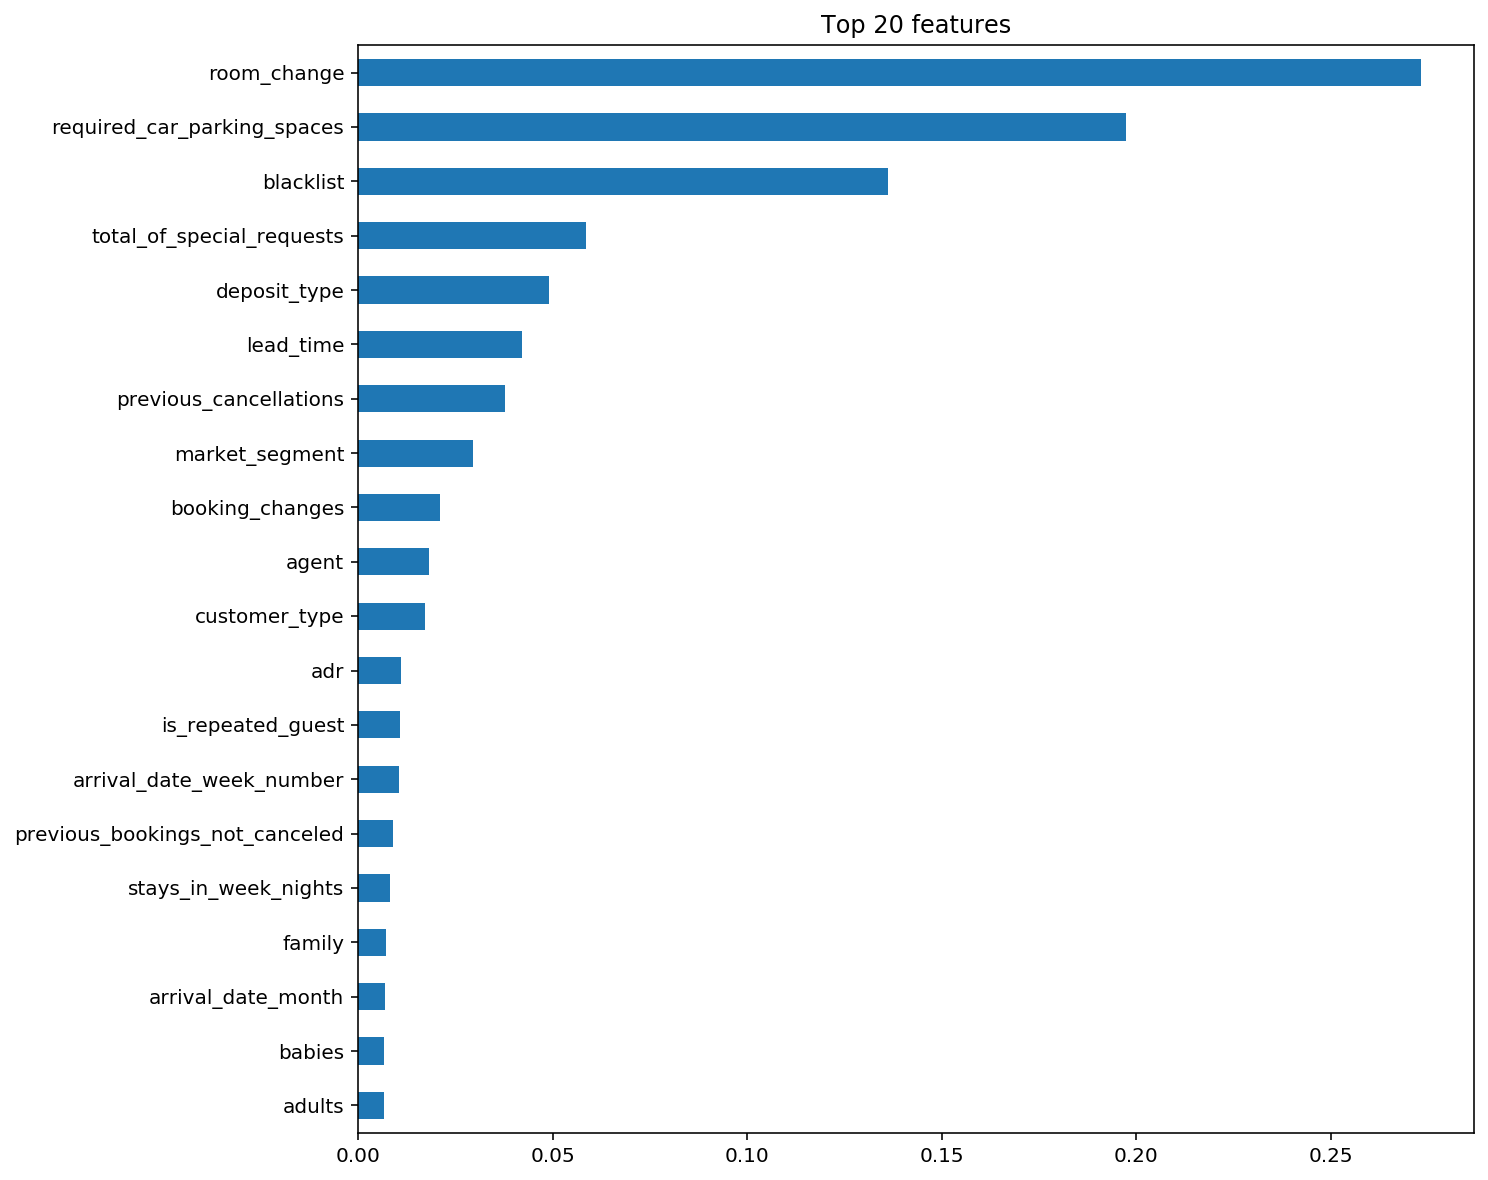 Top 20 features
room_change
required_car_parking_spaces
blacklist
total_of_special_requests
deposit_type
lead_time
previous_cancellations
market_segment
booking_changes
agent
customer_type
adr
is_repeated_guest
arrival_date_week_number
previous_bookings_not_canceled
stays_in_week_nights
family
arrival_date_month
babies
adults
0.00 0.05 0.10 0.15 0.20 0.25